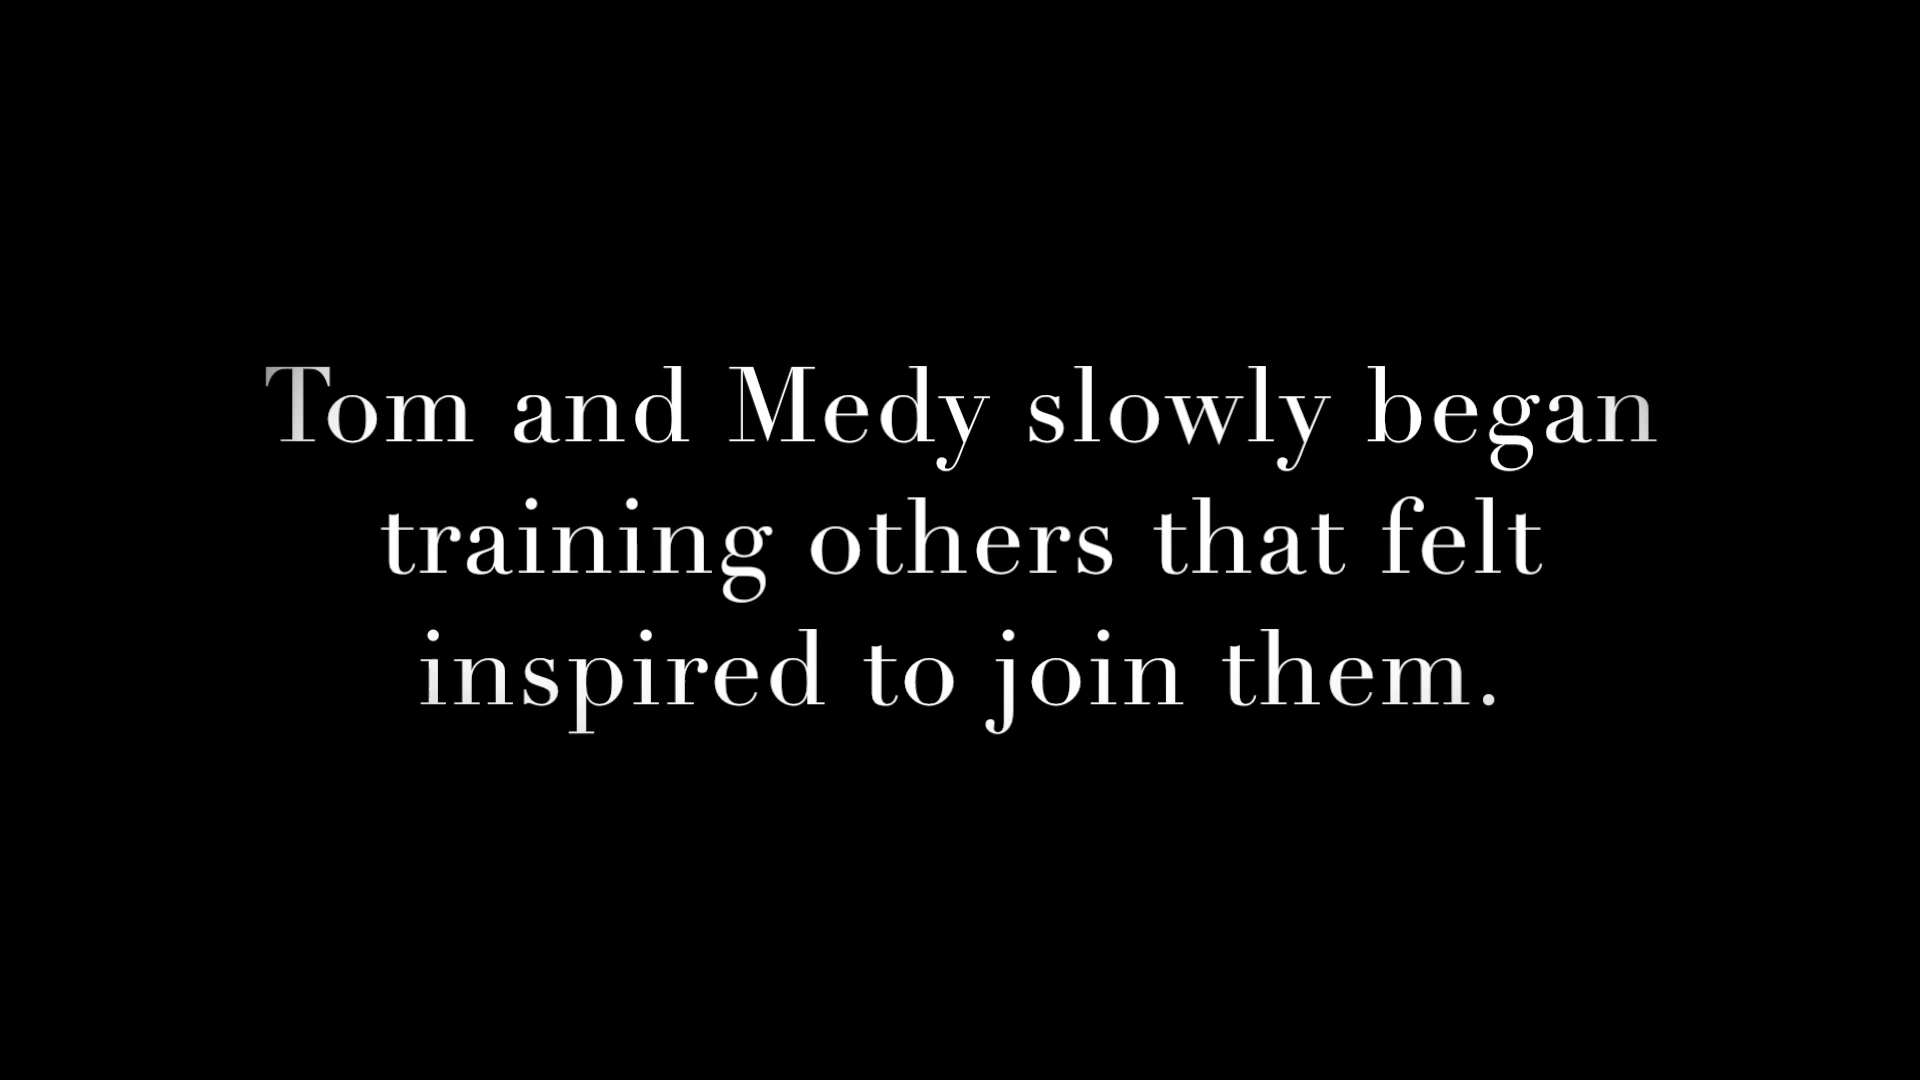 Tom and Medy slowly began
training others that felt
inspired to join them.